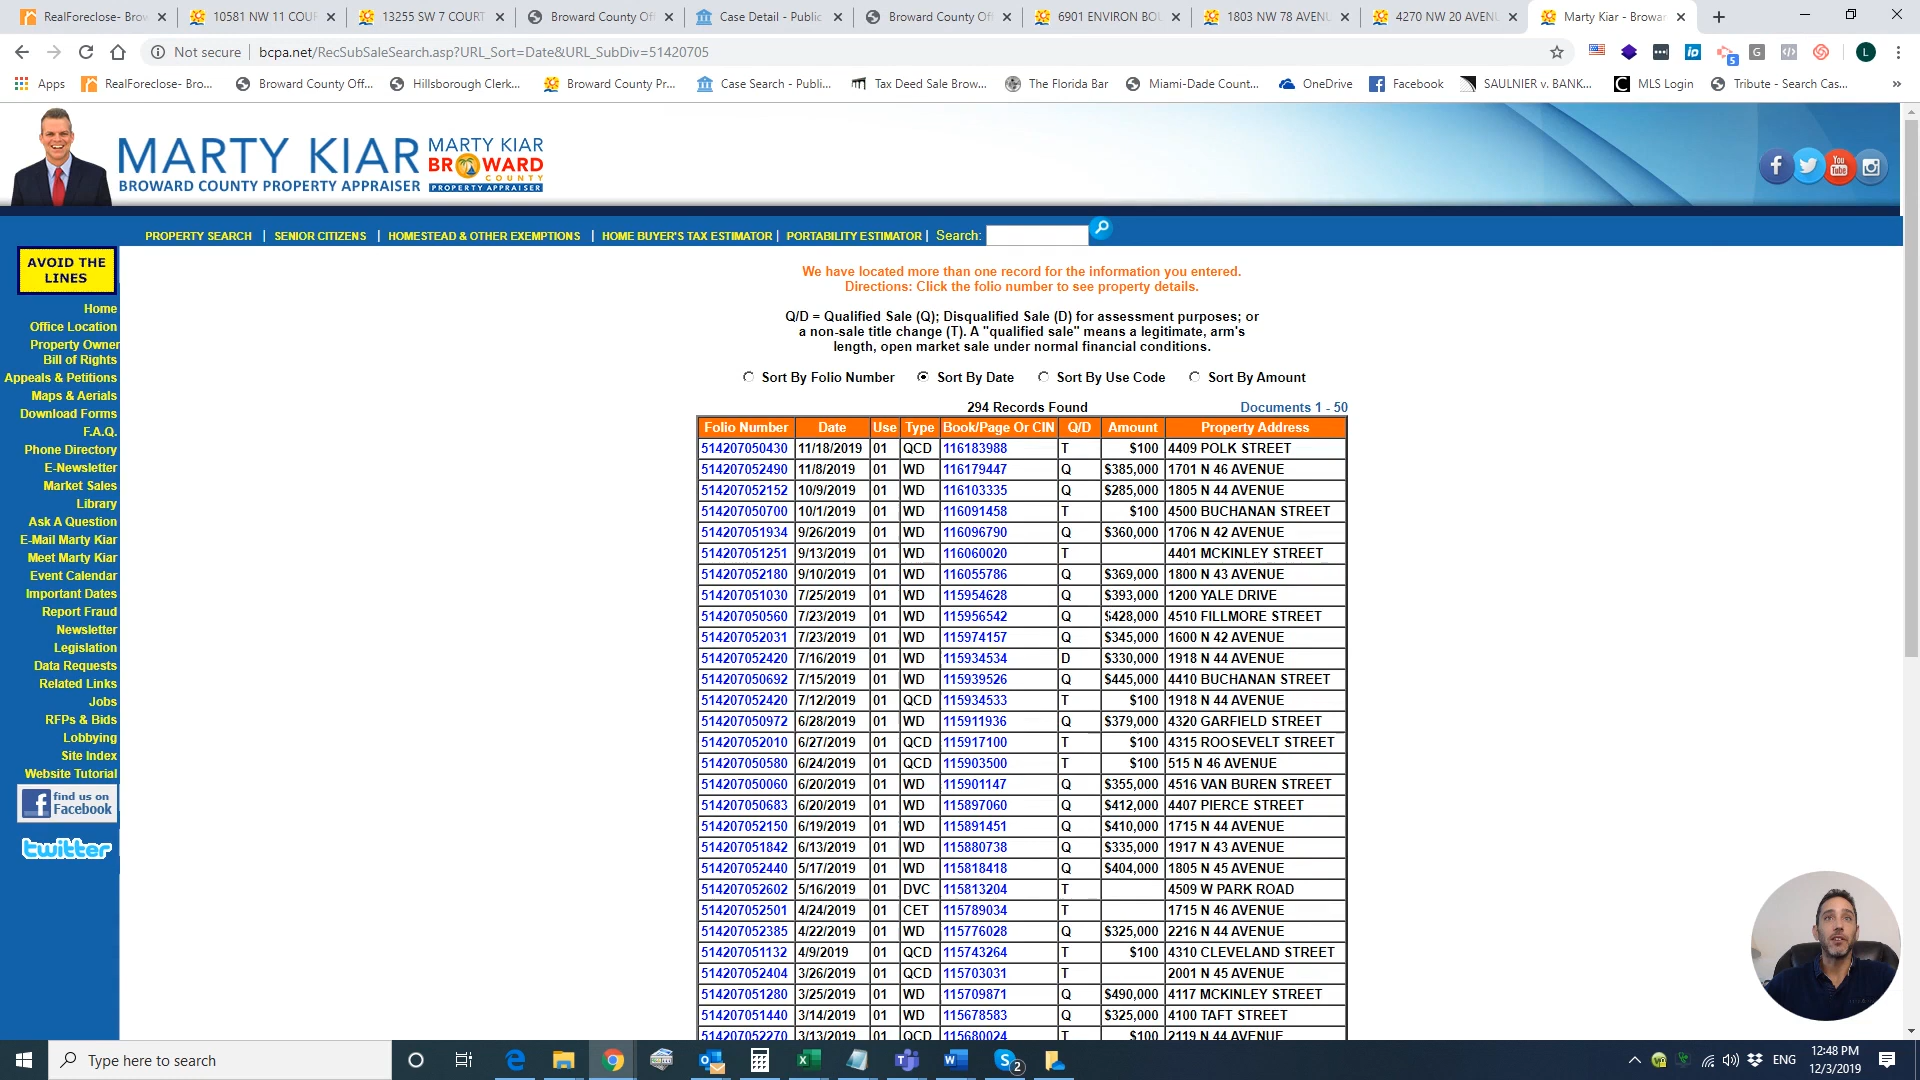 RealForeclose- Brow
10581 NW 11 COUR
13255 SW 7 COURT
Broward County Off
Case Detail - Public
Broward County Off
6901 ENVIRON BOU
1803 NW 78 AVENU
4270 NW 20 AVENU
Marty Kiar - Browar
Not secure
bcpa.net/RecSubSaleSearch.asp?URL_Sort=Date&URL_SubDiv=51420705
Apps
RealForeclose- Bro...
Broward County Off...
Hillsborough Clerk...
Broward County Pr...
Case Search - Publi...
Tax Deed Sale Brow...
The Florida Bar
Miami-Dade Count...
OneDrive
Facebook
SAULNIER v. BANK...
MLS Login
Tribute - Search Cas...
MARTY KIAR
BROWARD COUNTY PROPERTY APPRAISER
MARTY KIAR
BROWARD
COUNTY
PROPERTY APPRAISER
PROPERTY SEARCH | SENIOR CITIZENS | HOMESTEAD & OTHER EXEMPTIONS | HOME BUYER'S TAX ESTIMATOR | PORTABILITY ESTIMATOR | Search:
AVOID THE
LINES
Home
Office Location
Property Owner
Bill of Rights
Appeals & Petitions
Maps & Aerials
Download Forms
F.A.Q.
Phone Directory
E-Newsletter
Market Sales
Library
Ask A Question
E-Mail Marty Kiar
Meet Marty Kiar
Event Calendar
Important Dates
Report Fraud
Newsletter
Legislation
Data Requests
Related Links
Jobs
RFPs & Bids
Lobbying
Site Index
Website Tutorial
find us on
Facebook
twitter
We have located more than one record for the information you entered.
Directions: Click the folio number to see property details.
Q/D = Qualified Sale (Q); Disqualified Sale (D) for assessment purposes; or
a non-sale title change (T). A "qualified sale" means a legitimate, arm's
length, open market sale under normal financial conditions.
Sort By Folio Number Sort By Date Sort By Use Code Sort By Amount
294 Records Found Documents 1 - 50
Folio Number Date Use Type Book/Page Or CIN Q/D Amount Property Address
514207050430 11/18/2019 01 QCD 116183988 T $100 4409 POLK STREET
514207052490 11/8/2019 01 WD 116179447 Q $385,000 1701 N 46 AVENUE
514207052152 10/9/2019 01 WD 116103335 Q $285,000 1805 N 44 AVENUE
514207050700 10/1/2019 01 WD 116091458 T $100 4500 BUCHANAN STREET
514207051934 9/26/2019 01 WD 116096790 Q $360,000 1706 N 42 AVENUE
514207051251 9/13/2019 01 WD 116060020 T 4401 MCKINLEY STREET
514207052180 9/10/2019 01 WD 116055786 Q $369,000 1800 N 43 AVENUE
514207051030 7/25/2019 01 WD 115954628 Q $393,000 1200 YALE DRIVE
514207050560 7/23/2019 01 WD 115956542 Q $428,000 4510 FILLMORE STREET
514207052031 7/23/2019 01 WD 115974157 Q $345,000 1600 N 42 AVENUE
514207052420 7/16/2019 01 WD 115934534 D $330,000 1918 N 44 AVENUE
514207050692 7/15/2019 01 WD 115939526 Q $445,000 4410 BUCHANAN STREET
514207052420 7/12/2019 01 QCD 115934533 T $100 1918 N 44 AVENUE
514207050972 6/28/2019 01 WD 115911936 Q $379,000 4320 GARFIELD STREET
514207052010 6/27/2019 01 QCD 115917100 T $100 4315 ROOSEVELT STREET
514207050580 6/24/2019 01 QCD 115903500 T $100 515 N 46 AVENUE
514207050060 6/20/2019 01 WD 115901147 Q $355,000 4516 VAN BUREN STREET
514207050683 6/20/2019 01 WD 115897060 Q $412,000 4407 PIERCE STREET
514207052150 6/19/2019 01 WD 115891451 Q $410,000 1715 N 44 AVENUE
514207051842 6/13/2019 01 WD 115880738 Q $335,000 1917 N 43 AVENUE
514207052440 5/17/2019 01 WD 115818418 Q $404,000 1805 N 45 AVENUE
514207052602 5/16/2019 01 DVC 115813204 T 4509 W PARK ROAD
514207052501 4/24/2019 01 CET 115789034 T 1715 N 46 AVENUE
514207052385 4/22/2019 01 WD 115776028 Q $325,000 2216 N 44 AVENUE
514207051132 4/9/2019 01 QCD 115743264 T $100 4310 CLEVELAND STREET
514207052404 3/26/2019 01 QCD 115703031 T 2001 N 45 AVENUE
514207051280 3/25/2019 01 WD 115709871 Q $490,000 4117 MCKINLEY STREET
514207051440 3/14/2019 01 WD 115678583 Q $325,000 4100 TAFT STREET
514207052270 3/13/2019 01 QCD 115680024 T $100 2119 N 44 AVENUE
Type here to search
ENG
12:48 PM
12/3/2019